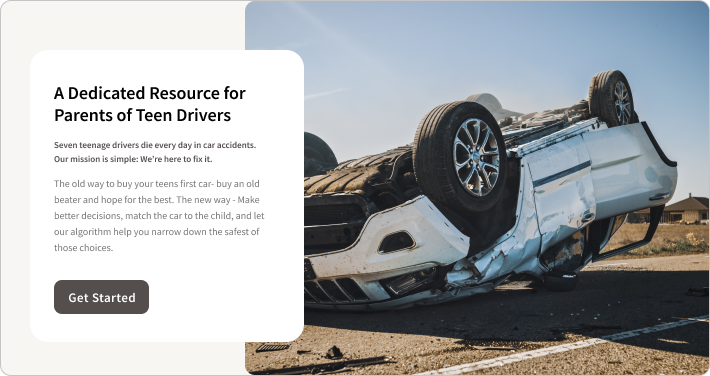 A Dedicated Resource for
Parents of Teen Drivers
Seven teenage drivers die every day in car accidents.
Our mission is simple: We're here to fix it.
The old way to buy your teens first car- buy an old
beater and hope for the best. The new way - Make
better decisions, match the car to the child, and let
our algorithm help you narrow down the safest of
those choices.
Get Started